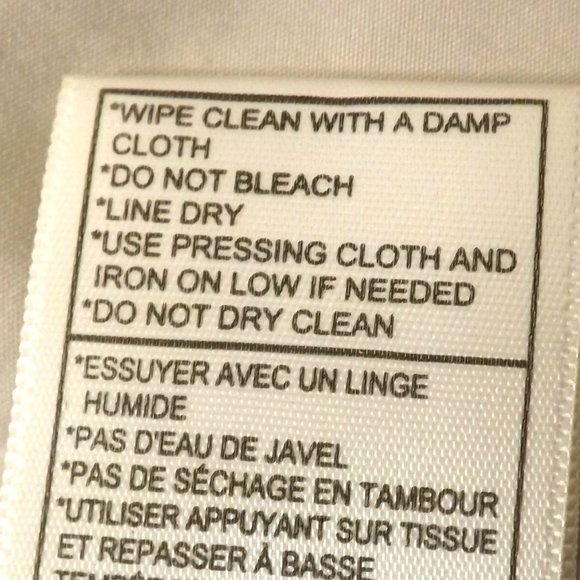 *WIPE CLEAN WITH A DAMP
CLOTH
*DO NOT BLEACH
*LINE DRY
*USE PRESSING CLOTH AND
IRON ON LOW IF NEEDED
*DO NOT DRY CLEAN
*ESSUYER AVEC UN LINGE
HUMIDE
*PAS D'EAU DE JAVEL
*PAS DE SÉCHAGE EN TAMBOUR
*UTILISER APPUYANT SUR TISSUE
ET REPASSER À BASSE